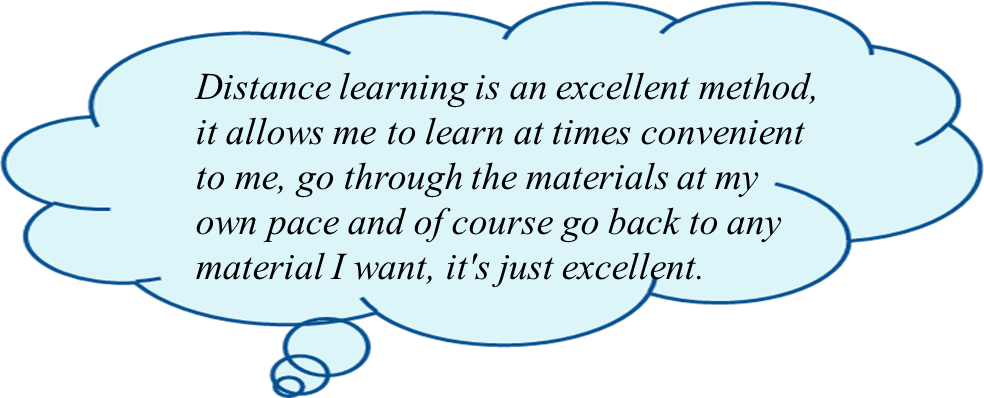 Distance learning is an excellent method,
it allows me to learn at times convenient
to me, go through the materials at my
own pace and of course go back to any
material I want, it's just excellent.